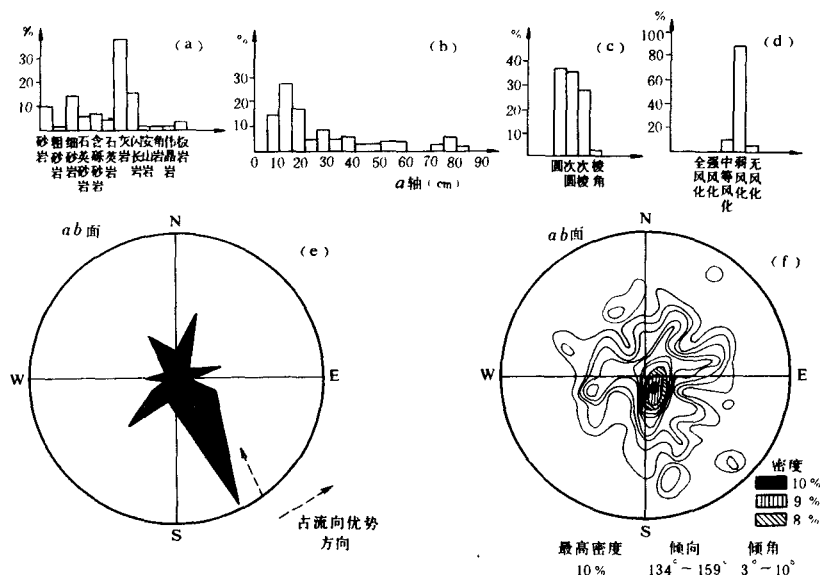 %
30
20
10
(a)
砂岩
粗砂岩
细砂岩
石英砂岩
含砾砂岩
石英岩
灰岩
闪长岩
安山岩
角岩
伟晶岩
板岩
%
30
20
10
(b)
0 10 20 30 40 50 60 70 80 90
a轴(cm)
%
40
30
20
10
(c)
圆
次圆
次棱
棱角
%
100
80
60
40
20
(d)
全风化
强风化
中等风化
弱风化
无风化
ab面
(e)
N
W
E
S
占流向优势
方向
ab面
(f)
N
W
E
S
密度
10%
9%
8%
最高密度 倾向 倾角
10% 134°~159° 3°~10°